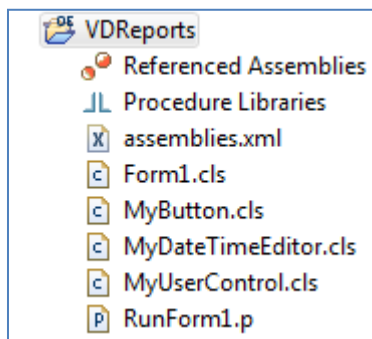 VDReports
Referenced Assemblies
Procedure Libraries
assemblies.xml
Form1.cls
MyButton.cls
MyDateTimeEditor.cls
MyUserControl.cls
RunForm1.p